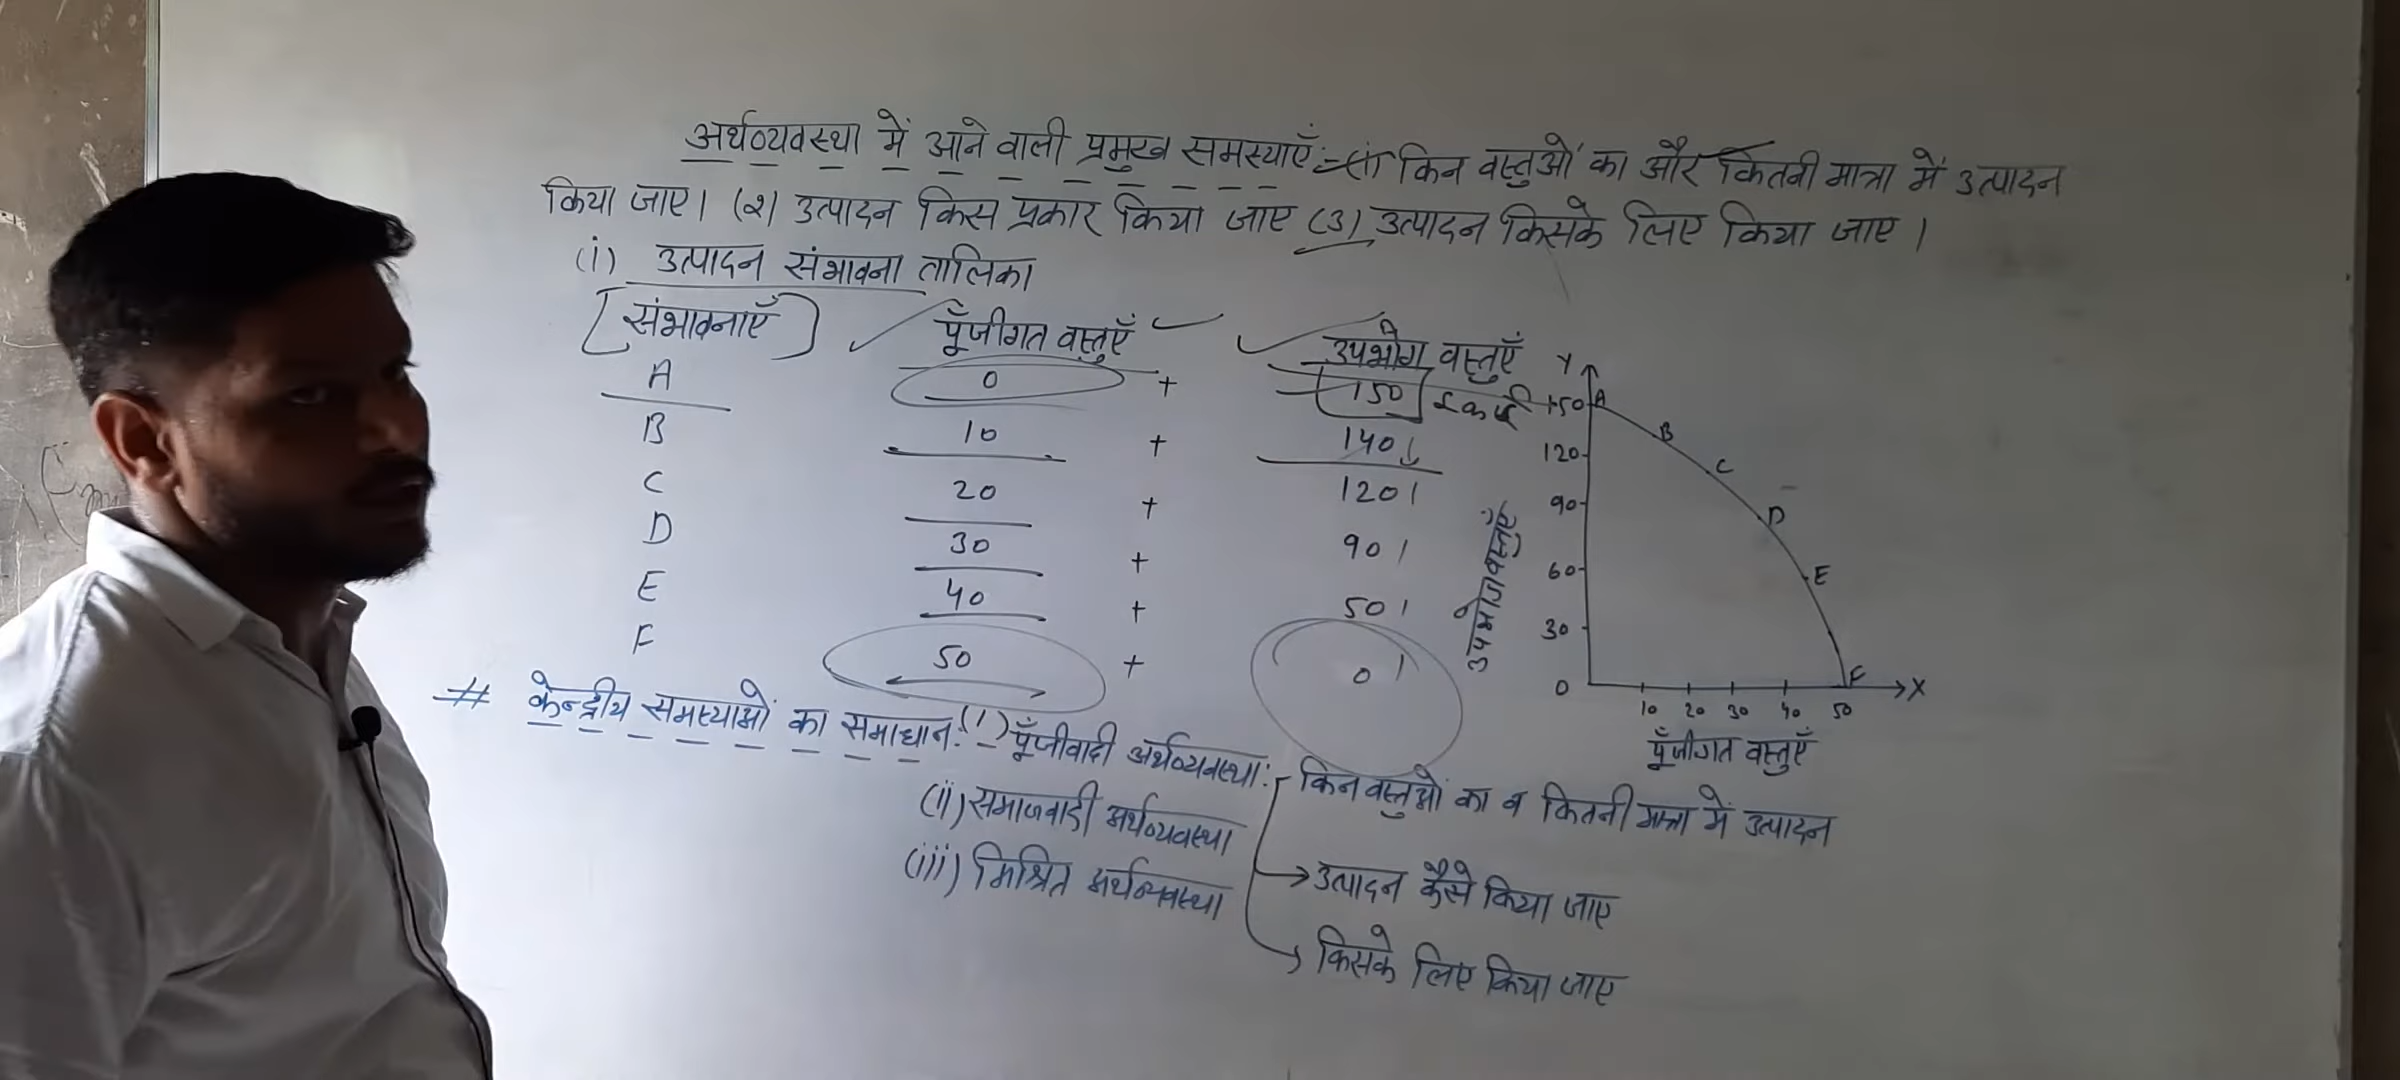 अर्थव्यवस्था में आने वाली प्रमुख समस्याएँ:- (1) किन वस्तुओं का और कितनी मात्रा में उत्पादन
किया जाए। (2) उत्पादन किस प्रकार किया जाए (3) उत्पादन किसके लिए किया जाए।
(i) उत्पादन संभावना तालिका
संभावनाएँ पूँजीगत वस्तुएँ उपभोग वस्तुएँ
A 0 + 150 इकाई
B 10 + 140
C 20 + 120
D 30 + 90
E 40 + 50
F 50 + 0
Y
150 A
B
120 C
90 D
60 E
30
0 F X
10 20 30 40 50
उपभोग वस्तुएँ
पूँजीगत वस्तुएँ
# केन्द्रीय समस्याओं का समाधान:- (i) पूँजीवादी अर्थव्यवस्था:- किन वस्तुओं का व कितनी मात्रा में उत्पादन
(ii) समाजवादी अर्थव्यवस्था
(iii) मिश्रित अर्थव्यवस्था → उत्पादन कैसे किया जाए
→ किसके लिए किया जाए